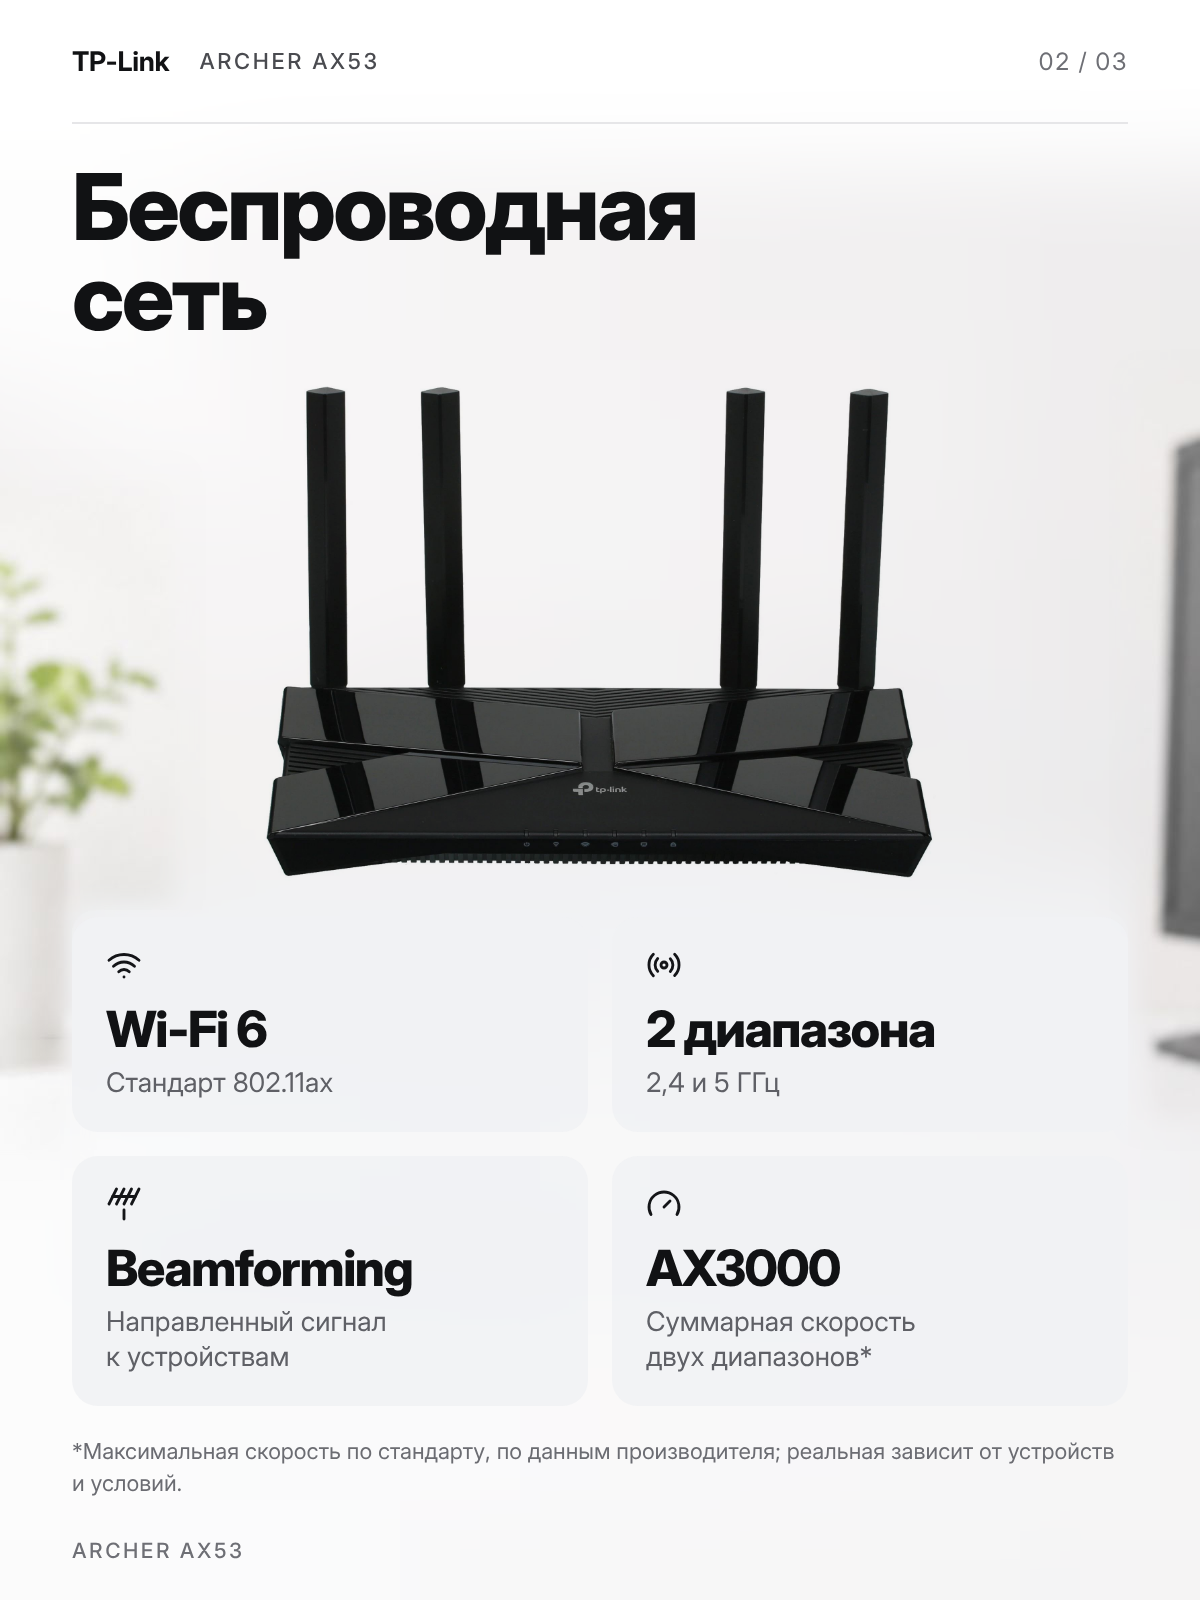 TP-Link ARCHER AX53 02 / 03
Беспроводная
сеть
tp-link
Wi-Fi 6
Стандарт 802.11ax
2 диапазона
2,4 и 5 ГГц
Beamforming
Направленный сигнал
к устройствам
AX3000
Суммарная скорость
двух диапазонов*
*Максимальная скорость по стандарту, по данным производителя; реальная зависит от устройств
и условий.
ARCHER AX53